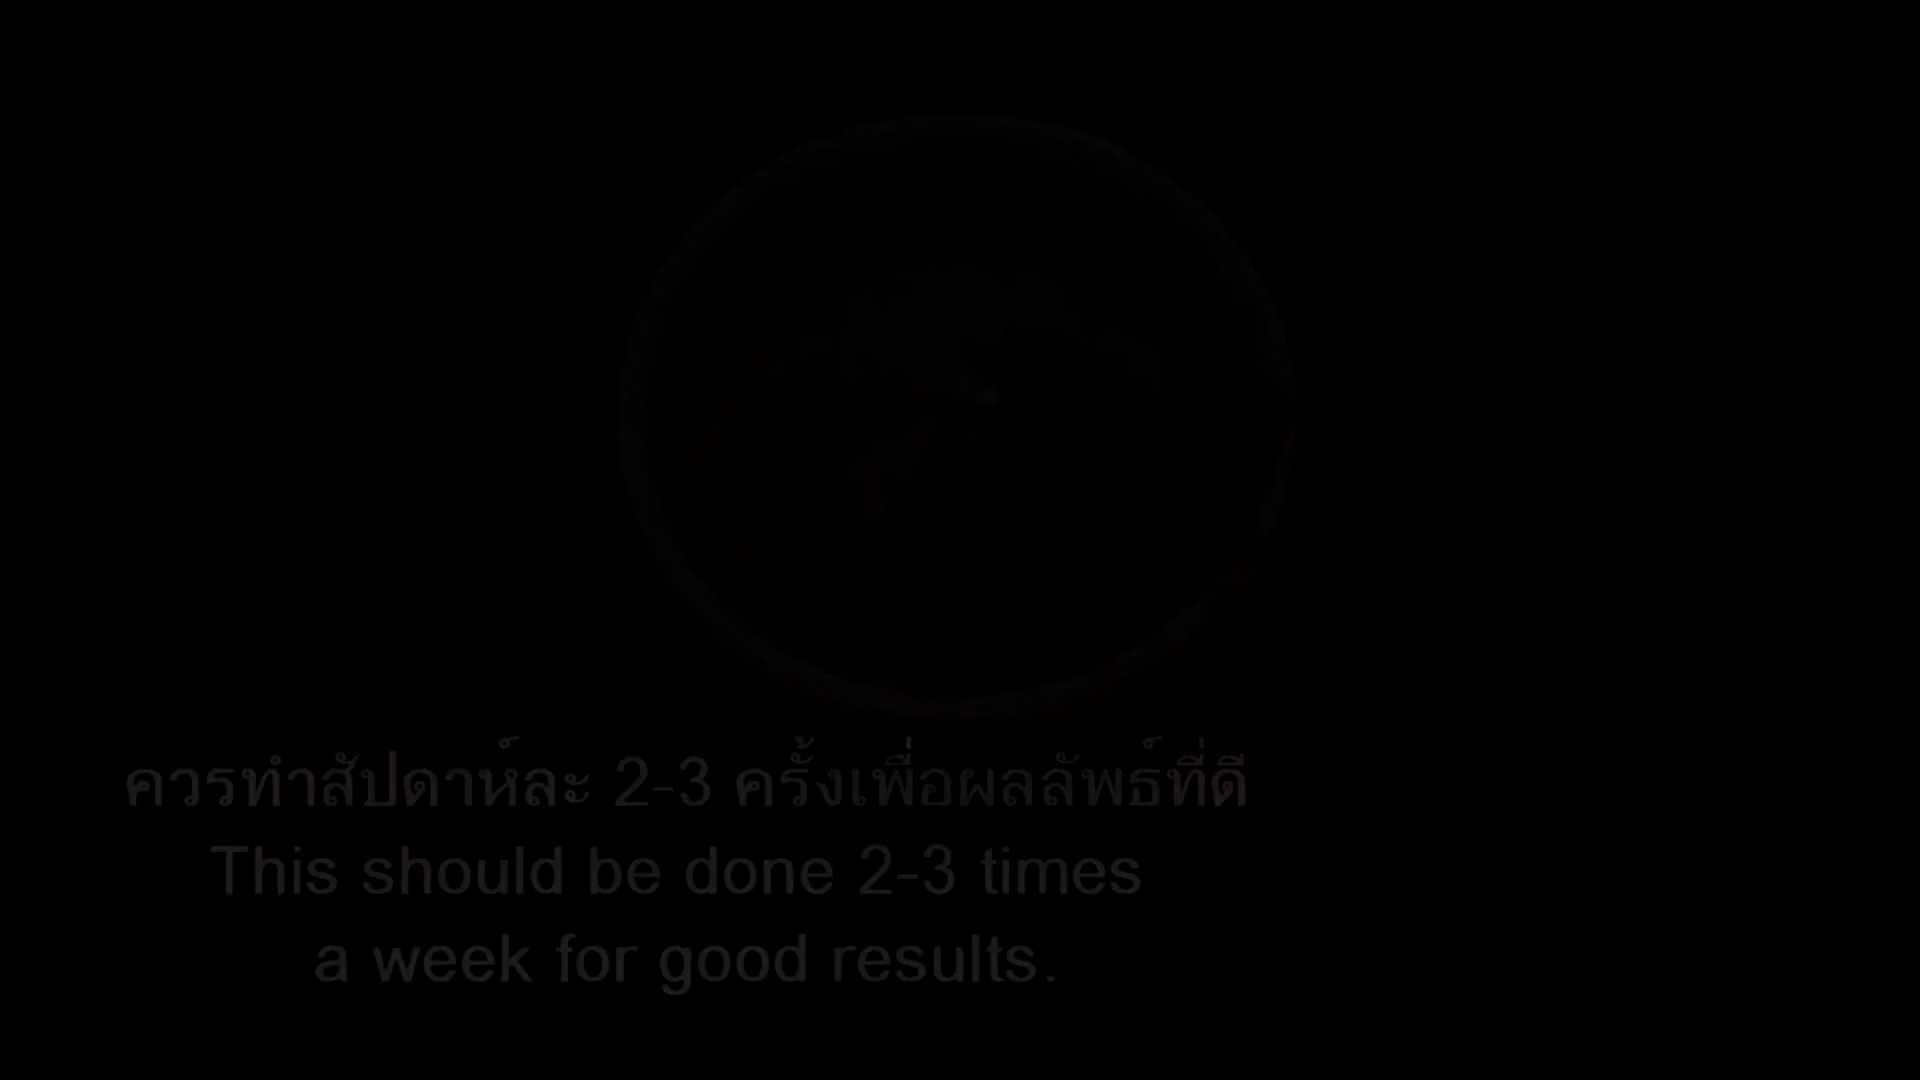 ควรทำสัปดาห์ละ 2-3 ครั้งเพื่อผลลัพธ์ที่ดี
This should be done 2-3 times
a week for good results.